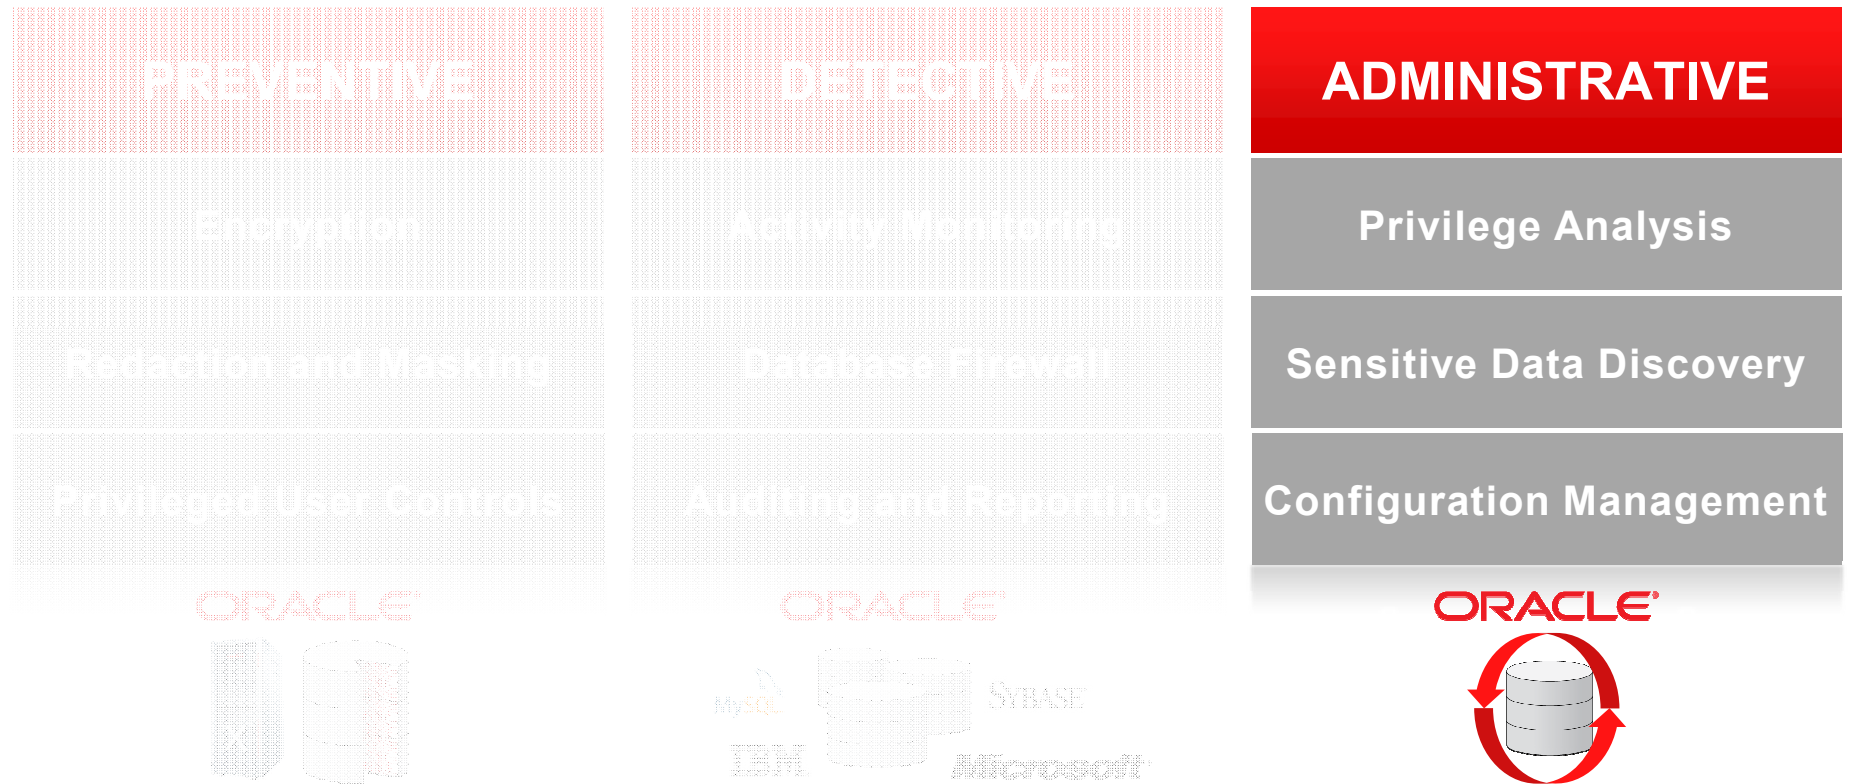 PREVENTIVE
Encryption
Redaction and Masking
Privileged User Controls
ORACLE
DETECTIVE
Activity Monitoring
Database Firewall
Auditing and Reporting
ORACLE
MySQL
SYBASE
IBM
Microsoft
ADMINISTRATIVE
Privilege Analysis
Sensitive Data Discovery
Configuration Management
ORACLE